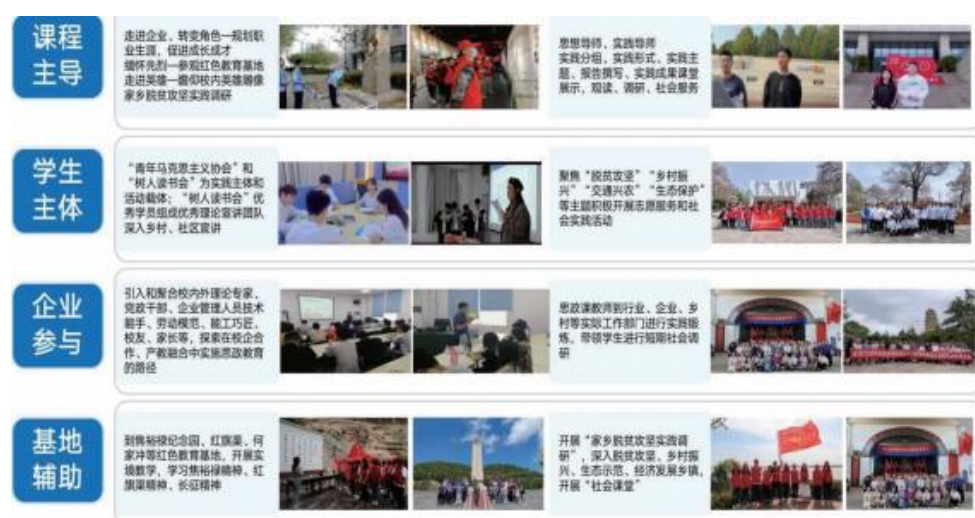 课程
主导
走进企业，转变角色—规划职
业生涯，促进成长成才
缅怀先烈—参观红色教育基地
走进英雄—瞻仰校内英雄雕像
家乡脱贫攻坚实践调研
思想导师，实践导师
实践分组、实践形式、实践主
题、报告撰写、实践成果课堂
展示，观读、调研、社会服务
学生
主体
“青年马克思主义协会”和
“树人读书会”为实践主体和
活动载体；“树人读书会”优
秀学员组成优秀理论宣讲团队
深入乡村、社区宣讲
聚焦“脱贫攻坚”“乡村振
兴”“交通兴农”“生态保护”
等主题积极开展志愿服务和社
会实践活动
企业
参与
引入和聚合校内外理论专家、
党政干部、企业管理人员技术
能手、劳动模范、能工巧匠、
校友、家长等，探索在校企合
作、产教融合中实施思政教育
的路径
思政课教师到行业、企业、乡
村等实际工作部门进行实践锻
炼，带领学生进行短期社会调
研
基地
辅助
到焦裕禄纪念园、红旗渠、何
家冲等红色教育基地，开展实
境教学，学习焦裕禄精神、红
旗渠精神、长征精神
开展“家乡脱贫攻坚实践调
研”，深入脱贫攻坚、乡村振
兴、生态示范、经济发展乡镇，
开展“社会课堂”